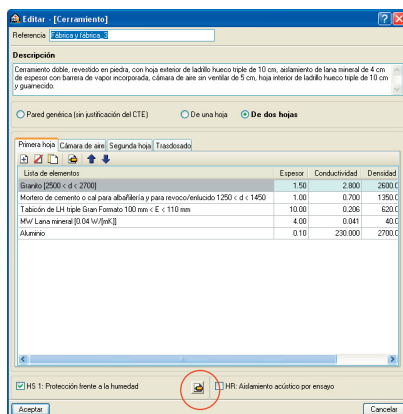 Editar - [Cerramiento]
Referencia Fábrica y fábrica_3
Descripción
Cerramiento doble, revestido en piedra, con hoja exterior de ladrillo hueco triple de 10 cm, aislamiento de lana mineral de 4 cm
de espesor con barrera de vapor incorporada, cámara de aire sin ventilar de 5 cm, hoja interior de ladrillo hueco triple de 10 cm
y guarnecido.
Pared genérica (sin justificación del CTE) De una hoja De dos hojas
Primera hoja Cámara de aire Segunda hoja Trasdosado
Lista de elementos Espesor Conductividad Densidad
Granito [2500 < d < 2700] 1.50 2.800 2600.0
Mortero de cemento o cal para albañilería y para revoco/enlucido 1250 < d < 1450 1.00 0.700 1350.0
Tabicón de LH triple Gran Formato 100 mm < E < 110 mm 10.00 0.206 620.0
MW Lana mineral [0.04 W/[mK]] 4.00 0.041 40.0
Aluminio 0.10 230.000 2700.0
HS 1: Protección frente a la humedad HR: Aislamiento acústico por ensayo
Aceptar Cancelar